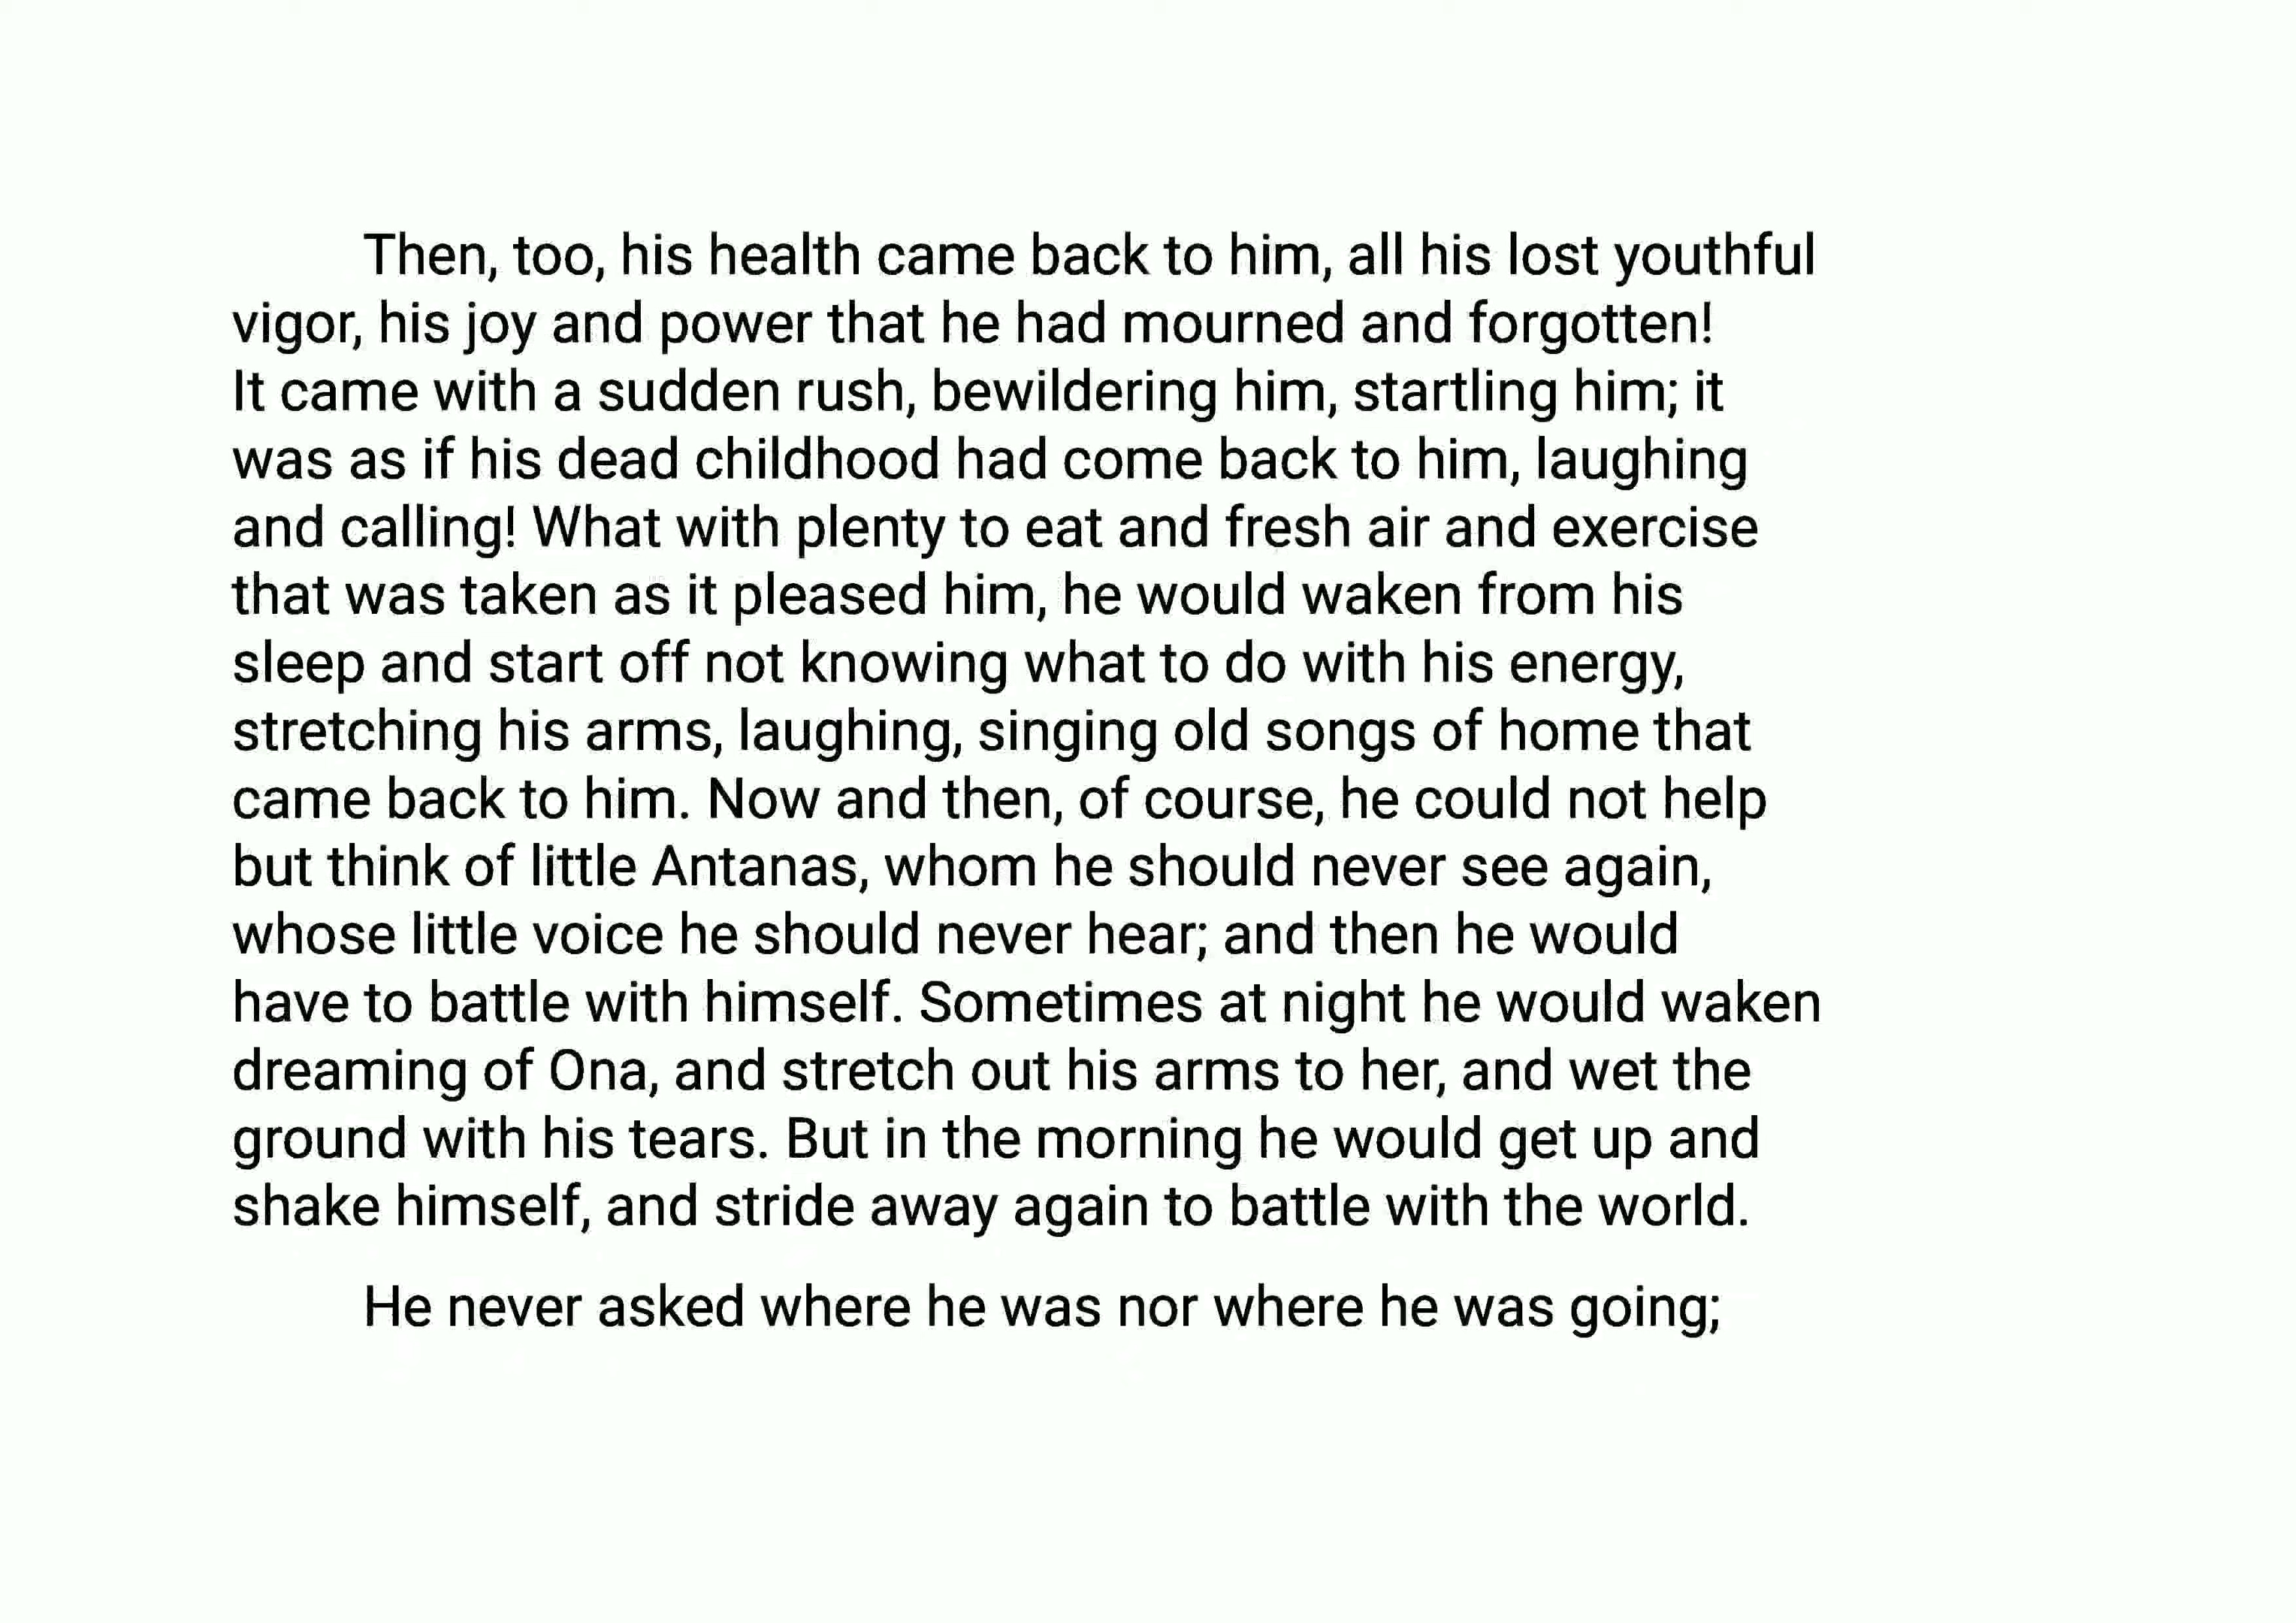 Then, too, his health came back to him, all his lost youthful
vigor, his joy and power that he had mourned and forgotten!
It came with a sudden rush, bewildering him, startling him; it
was as if his dead childhood had come back to him, laughing
and calling! What with plenty to eat and fresh air and exercise
that was taken as it pleased him, he would waken from his
sleep and start off not knowing what to do with his energy,
stretching his arms, laughing, singing old songs of home that
came back to him. Now and then, of course, he could not help
but think of little Antanas, whom he should never see again,
whose little voice he should never hear; and then he would
have to battle with himself. Sometimes at night he would waken
dreaming of Ona, and stretch out his arms to her, and wet the
ground with his tears. But in the morning he would get up and
shake himself, and stride away again to battle with the world.
He never asked where he was nor where he was going;